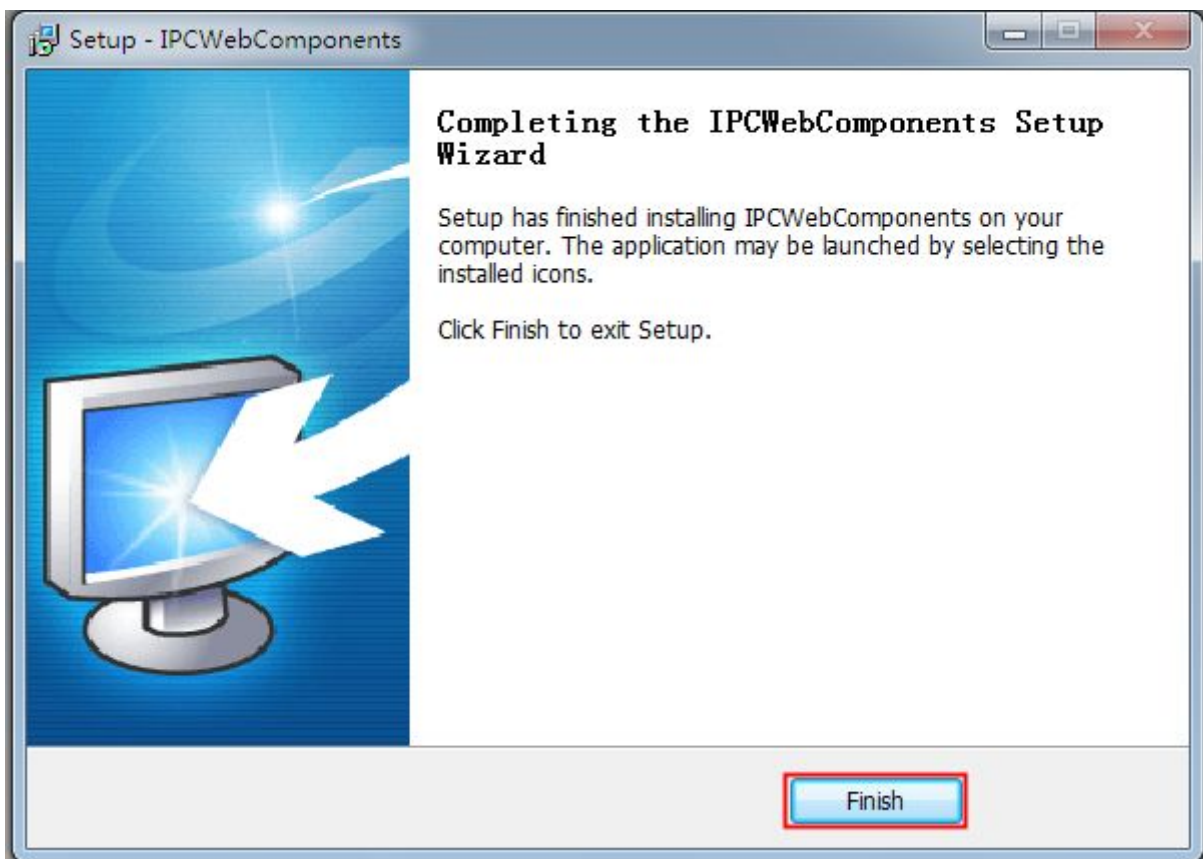 Setup - IPCWebComponents
Completing the IPCWebComponents Setup
Wizard
Setup has finished installing IPCWebComponents on your
computer. The application may be launched by selecting the
installed icons.
Click Finish to exit Setup.
Finish